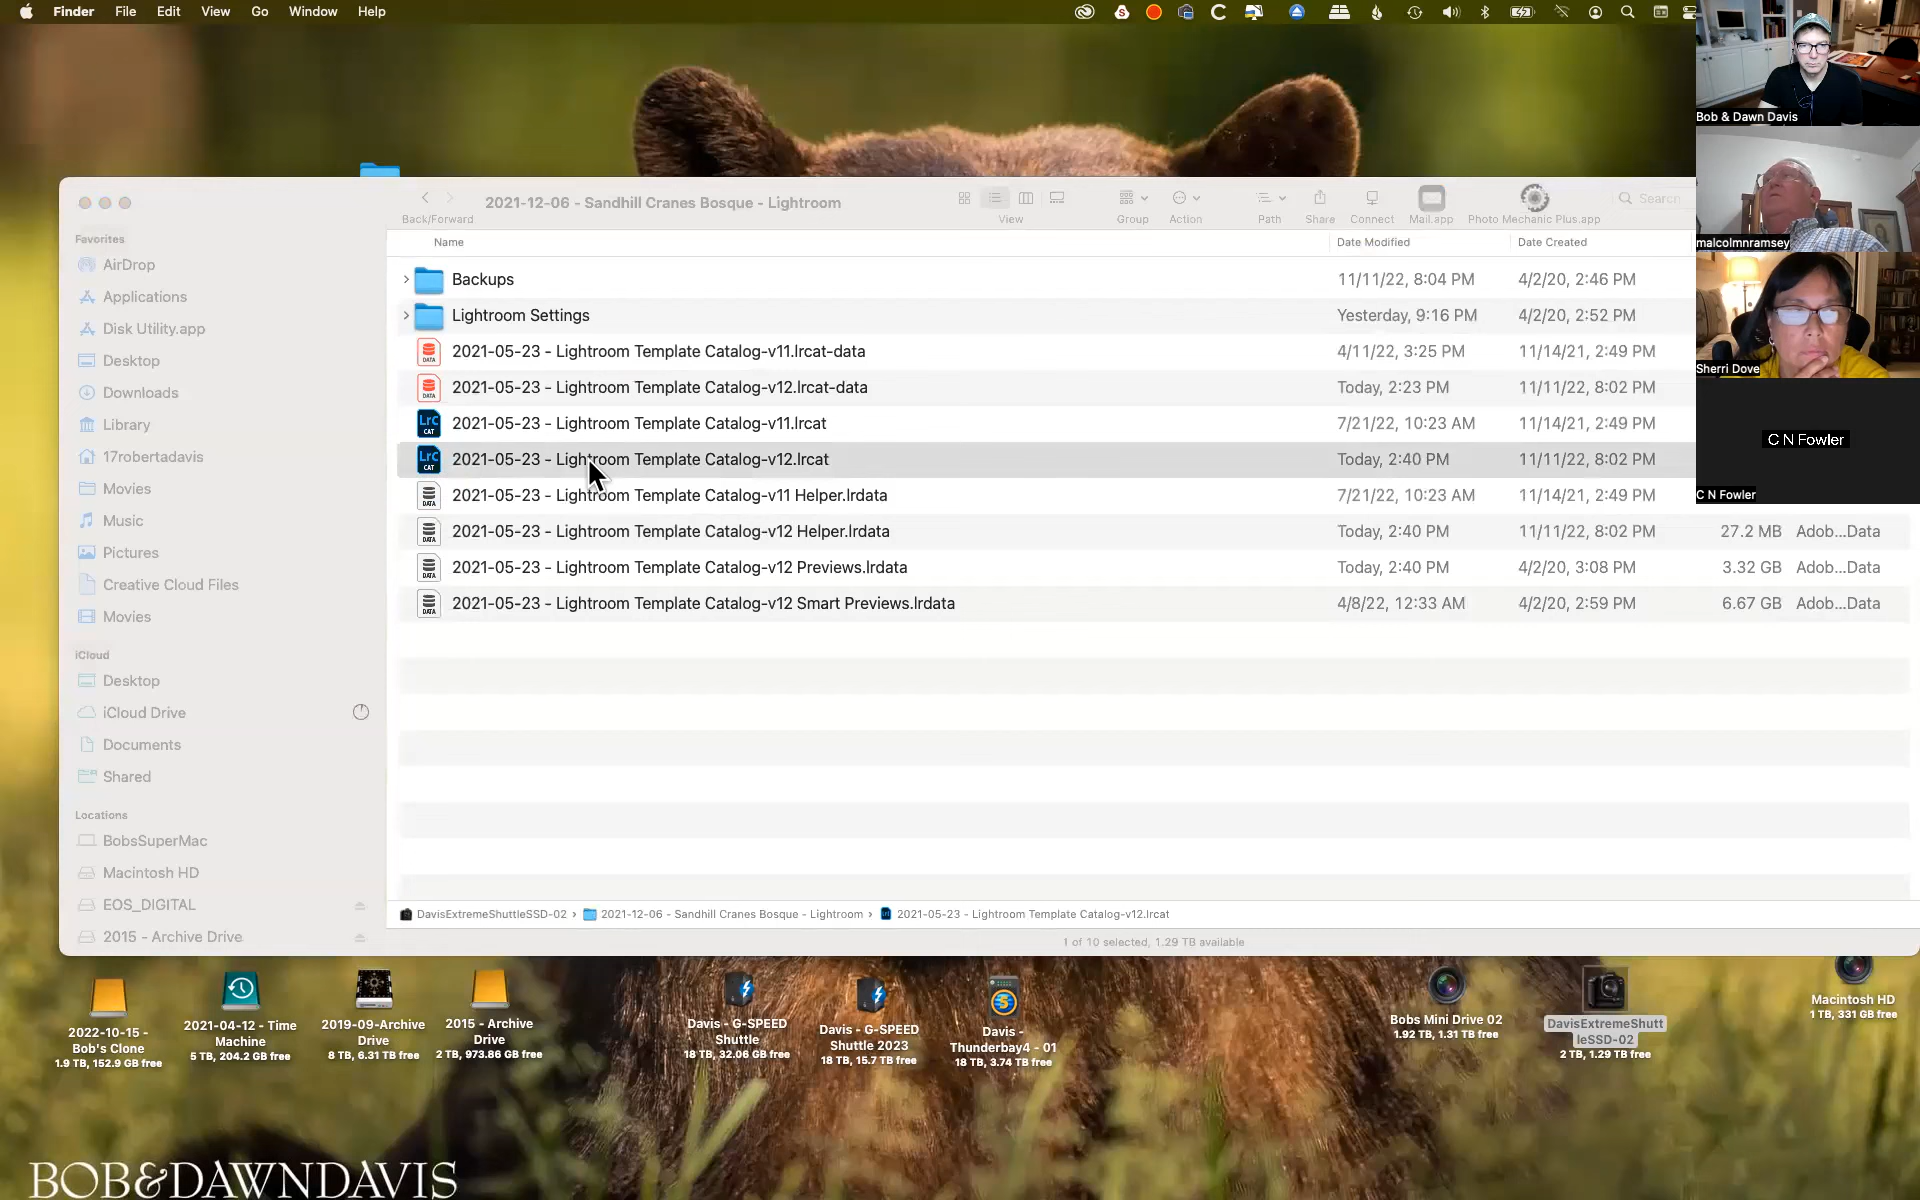 Finder File Edit View Go Window Help
Bob & Dawn Davis
malcolmnramsey
Sherri Dove
C N Fowler
C N Fowler
2021-12-06 - Sandhill Cranes Bosque - Lightroom
Back/Forward View Group Action Path Share Connect Mail.app Photo Mechanic Plus.app Search
Favorites
AirDrop
Applications
Disk Utility.app
Desktop
Downloads
Library
17robertadavis
Movies
Music
Pictures
Creative Cloud Files
Movies
iCloud
Desktop
iCloud Drive
Documents
Shared
Locations
BobsSuperMac
Macintosh HD
EOS_DIGITAL
2015 - Archive Drive
Name Date Modified Date Created
Backups 11/11/22, 8:04 PM 4/2/20, 2:46 PM
Lightroom Settings Yesterday, 9:16 PM 4/2/20, 2:52 PM
DATA 2021-05-23 - Lightroom Template Catalog-v11.lrcat-data 4/11/22, 3:25 PM 11/14/21, 2:49 PM
DATA 2021-05-23 - Lightroom Template Catalog-v12.lrcat-data Today, 2:23 PM 11/11/22, 8:02 PM
LrC CAT 2021-05-23 - Lightroom Template Catalog-v11.lrcat 7/21/22, 10:23 AM 11/14/21, 2:49 PM
LrC CAT 2021-05-23 - Lightroom Template Catalog-v12.lrcat Today, 2:40 PM 11/11/22, 8:02 PM
DATA 2021-05-23 - Lightroom Template Catalog-v11 Helper.lrdata 7/21/22, 10:23 AM 11/14/21, 2:49 PM
DATA 2021-05-23 - Lightroom Template Catalog-v12 Helper.lrdata Today, 2:40 PM 11/11/22, 8:02 PM 27.2 MB Adob...Data
DATA 2021-05-23 - Lightroom Template Catalog-v12 Previews.lrdata Today, 2:40 PM 4/2/20, 3:08 PM 3.32 GB Adob...Data
DATA 2021-05-23 - Lightroom Template Catalog-v12 Smart Previews.lrdata 4/8/22, 12:33 AM 4/2/20, 2:59 PM 6.67 GB Adob...Data
DavisExtremeShuttleSSD-02 › 2021-12-06 - Sandhill Cranes Bosque - Lightroom › 2021-05-23 - Lightroom Template Catalog-v12.lrcat
1 of 10 selected, 1.29 TB available
2022-10-15 -
Bob's Clone
1.9 TB, 152.9 GB free
2021-04-12 - Time
Machine
5 TB, 204.2 GB free
2019-09-Archive
Drive
8 TB, 6.31 TB free
2015 - Archive
Drive
2 TB, 973.86 GB free
Davis - G-SPEED
Shuttle
18 TB, 32.06 GB free
Davis - G-SPEED
Shuttle 2023
18 TB, 15.7 TB free
5
Davis -
Thunderbay4 - 01
18 TB, 3.74 TB free
Bobs Mini Drive 02
1.92 TB, 1.31 TB free
DavisExtremeShutt
leSSD-02
2 TB, 1.29 TB free
Macintosh HD
1 TB, 331 GB free
BOB&DAWNDAVIS